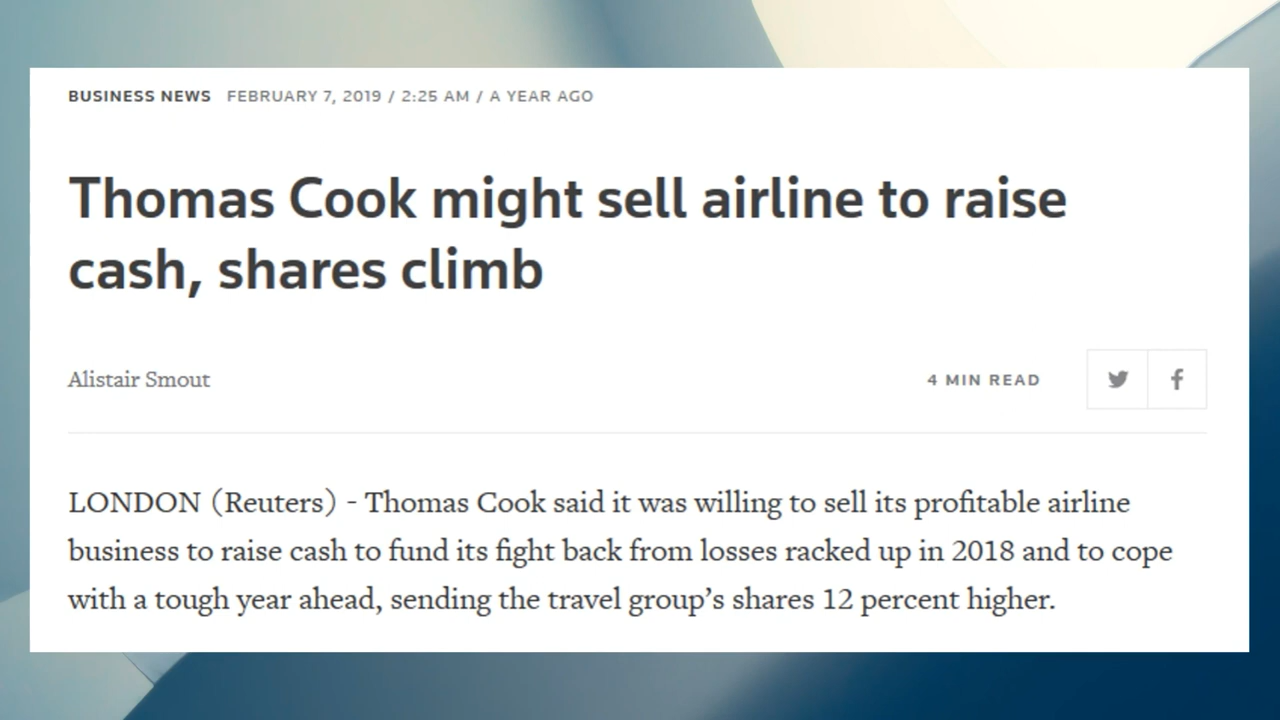 BUSINESS NEWS FEBRUARY 7, 2019 / 2:25 AM / A YEAR AGO
Thomas Cook might sell airline to raise
cash, shares climb
Alistair Smout
4 MIN READ
LONDON (Reuters) - Thomas Cook said it was willing to sell its profitable airline
business to raise cash to fund its fight back from losses racked up in 2018 and to cope
with a tough year ahead, sending the travel group’s shares 12 percent higher.